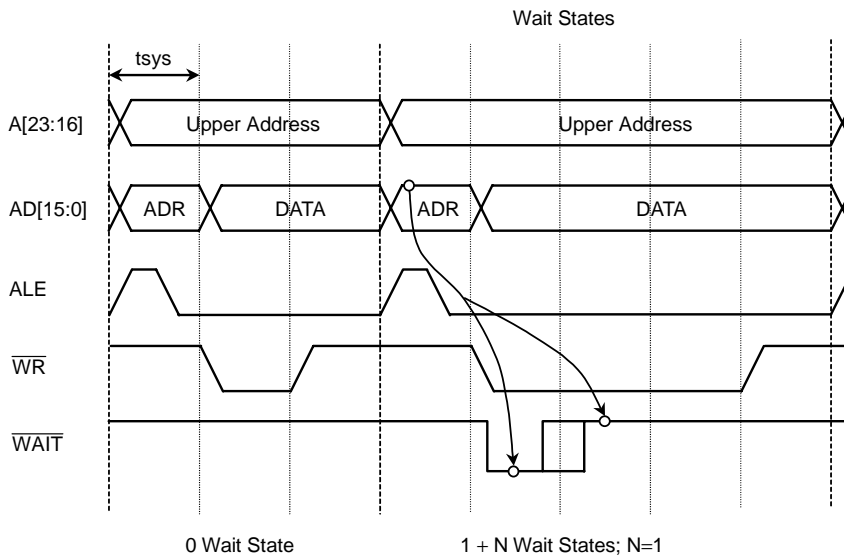 Wait States
tsys
A[23:16]
Upper Address
Upper Address
AD[15:0]
ADR
DATA
ADR
DATA
ALE
WR
WAIT
0 Wait State
1 + N Wait States; N=1